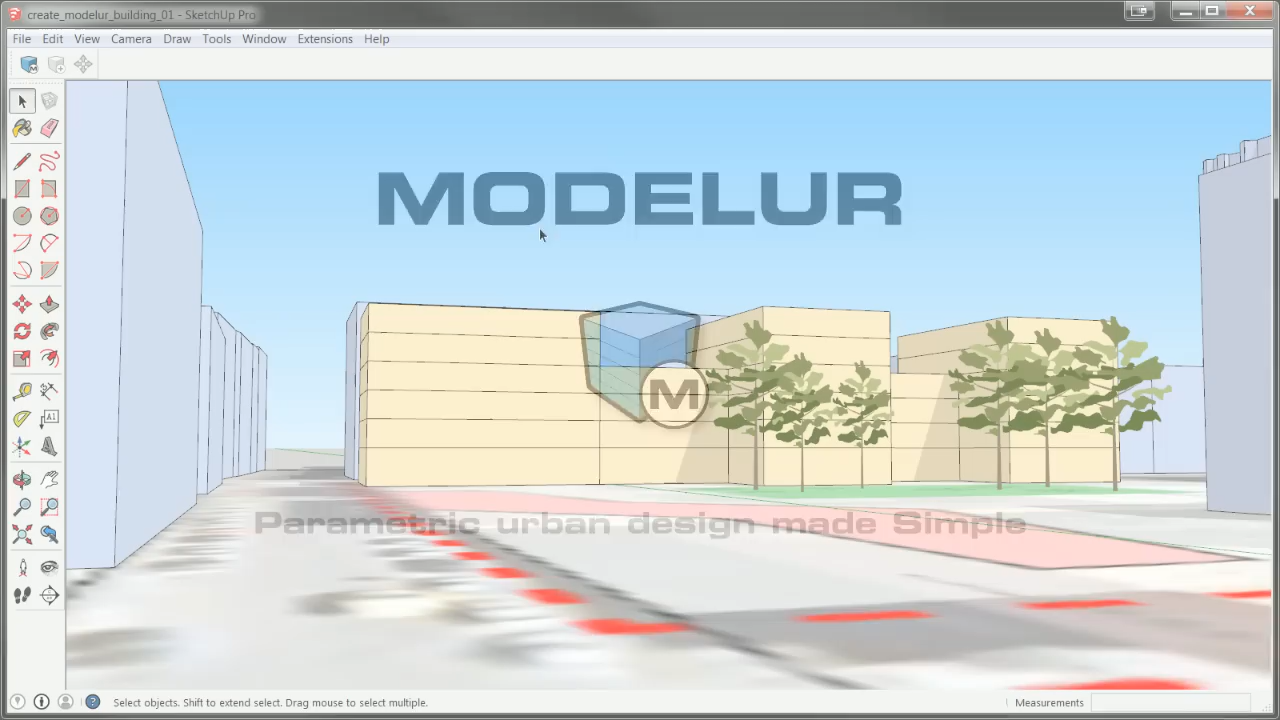 create_modelur_building_01 - SketchUp Pro
File Edit View Camera Draw Tools Window Extensions Help
MODELUR
M
Parametric urban design made Simple
Select objects. Shift to extend select. Drag mouse to select multiple.
Measurements